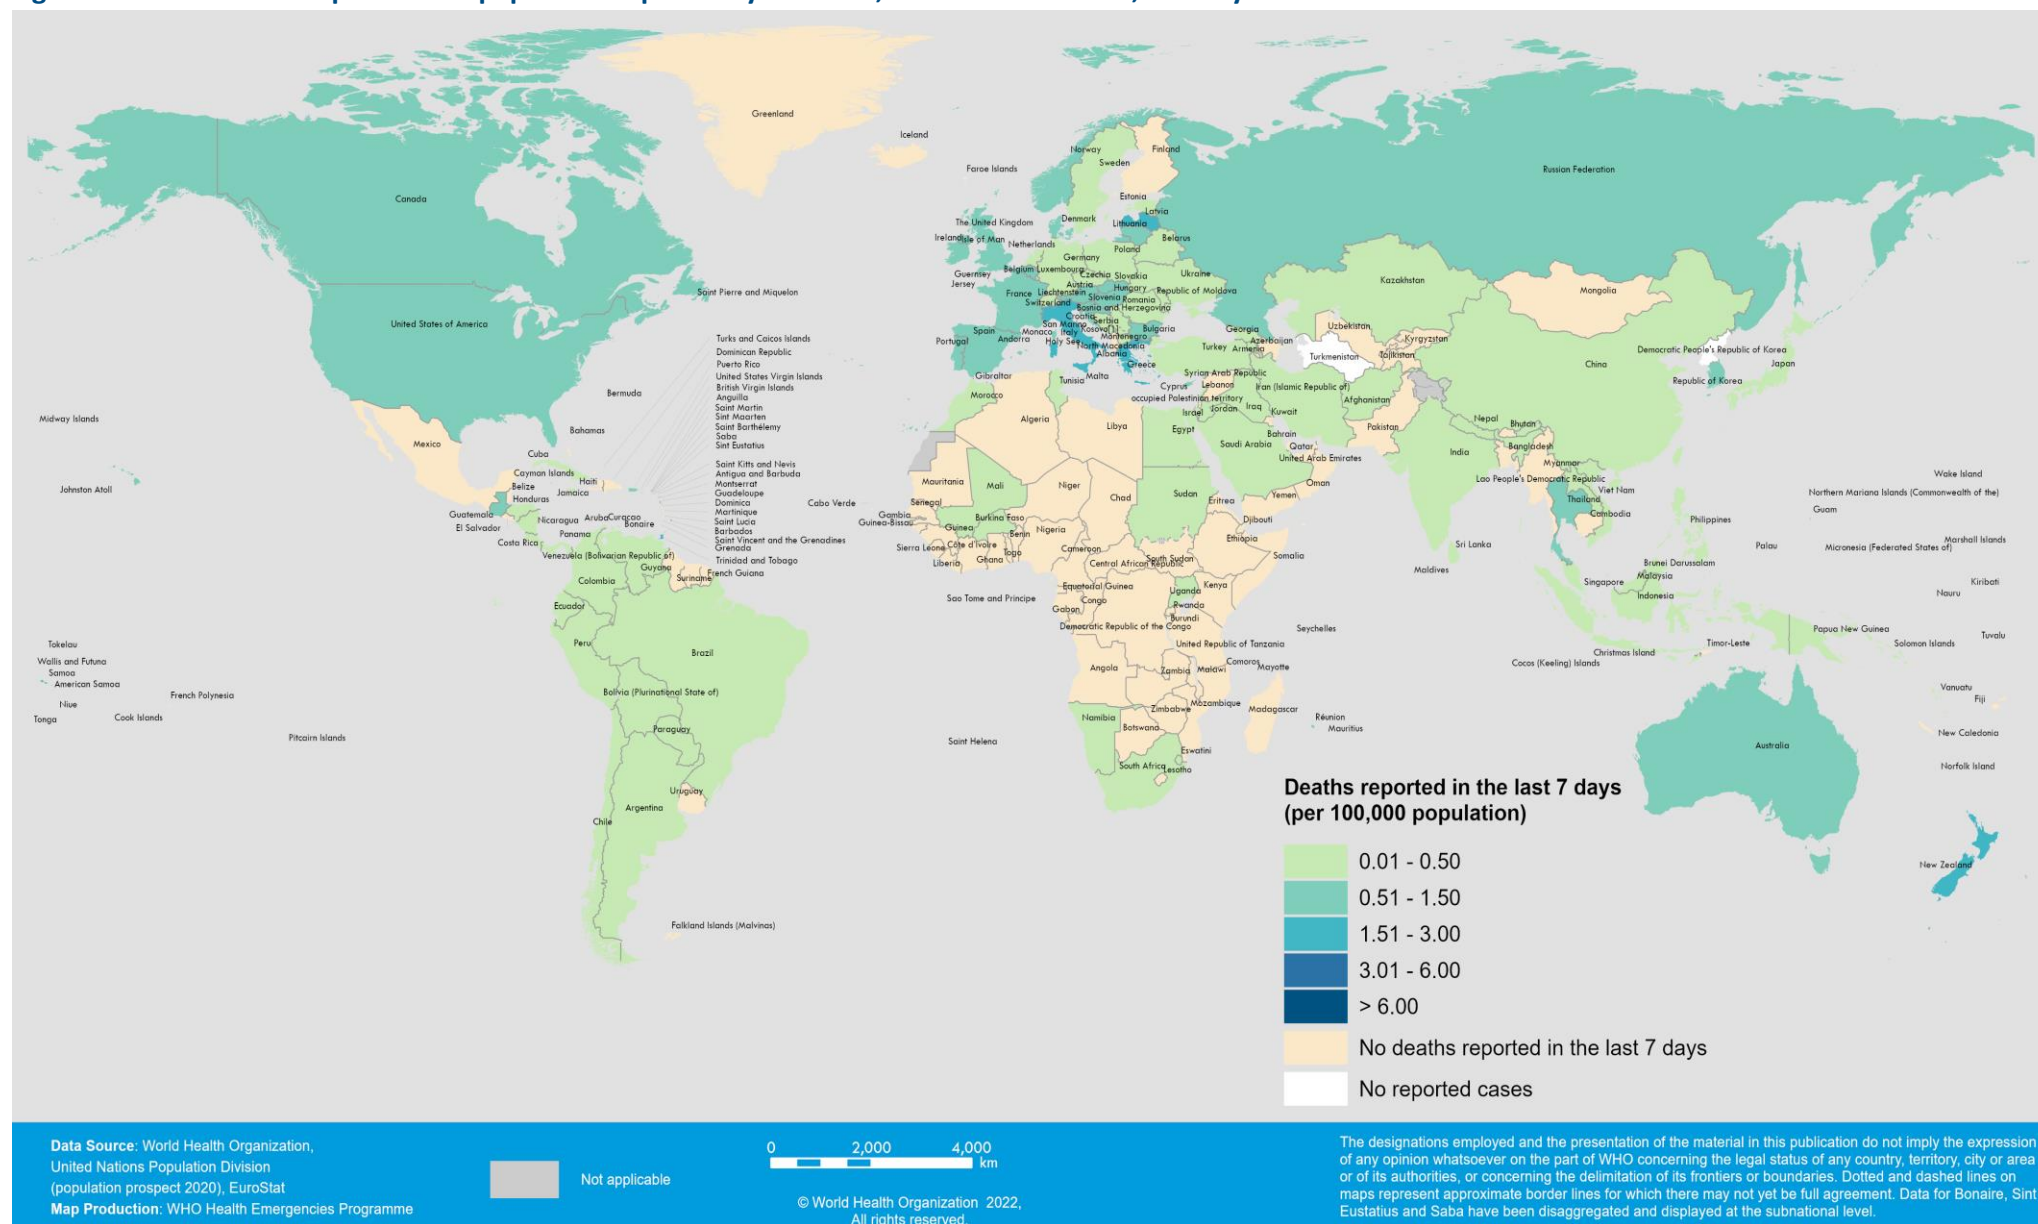 Greenland
Iceland
Faroe Islands
Norway
Sweden
Finland
Russian Federation
Canada
Estonia
Latvia
Lithuania
Denmark
The United Kingdom
Ireland
Isle of Man
Netherlands
Belarus
Poland
Germany
Guernsey
Jersey
Belgium
Luxembourg
Czechia
Slovakia
Ukraine
Kazakhstan
Mongolia
Austria
France
Liechtenstein
Hungary
Republic of Moldova
Switzerland
Slovenia
Romania
Bosnia and Herzegovina
Croatia
Serbia
San Marino
Monaco
Italy
Kosovo[1]
Bulgaria
Montenegro
Spain
Andorra
Portugal
Holy See
North Macedonia
Albania
Greece
Georgia
Azerbaijan
Turkey
Armenia
Uzbekistan
Kyrgyzstan
Turkmenistan
Tajikistan
Democratic People's Republic of Korea
China
Japan
Republic of Korea
Saint Pierre and Miquelon
United States of America
Turks and Caicos Islands
Dominican Republic
Puerto Rico
United States Virgin Islands
British Virgin Islands
Anguilla
Saint Martin
Sint Maarten
Saint Barthélemy
Saba
Sint Eustatius
Saint Kitts and Nevis
Antigua and Barbuda
Montserrat
Guadeloupe
Dominica
Martinique
Saint Lucia
Barbados
Saint Vincent and the Grenadines
Grenada
Trinidad and Tobago
French Guiana
Bermuda
Bahamas
Midway Islands
Johnston Atoll
Mexico
Cuba
Cayman Islands
Haiti
Belize
Jamaica
Honduras
Guatemala
El Salvador
Nicaragua
Aruba
Curaçao
Bonaire
Costa Rica
Panama
Venezuela (Bolivarian Republic of)
Guyana
Suriname
Colombia
Ecuador
Peru
Brazil
Bolivia (Plurinational State of)
Paraguay
Uruguay
Argentina
Chile
Falkland Islands (Malvinas)
Tokelau
Wallis and Futuna
Samoa
American Samoa
French Polynesia
Niue
Tonga
Cook Islands
Pitcairn Islands
Gibraltar
Tunisia
Malta
Morocco
Cyprus
Syrian Arab Republic
Lebanon
Iran (Islamic Republic of)
occupied Palestinian territory
Israel
Jordan
Iraq
Kuwait
Afghanistan
Algeria
Libya
Egypt
Saudi Arabia
Bahrain
Qatar
United Arab Emirates
Pakistan
Nepal
Bhutan
India
Bangladesh
Myanmar
Lao People's Democratic Republic
Viet Nam
Thailand
Cambodia
Philippines
Mauritania
Mali
Niger
Chad
Sudan
Eritrea
Yemen
Oman
Cabo Verde
Senegal
Gambia
Guinea-Bissau
Guinea
Burkina Faso
Benin
Nigeria
Djibouti
Ethiopia
Somalia
Sierra Leone
Côte d'Ivoire
Liberia
Ghana
Togo
Cameroon
Central African Republic
South Sudan
Sri Lanka
Maldives
Brunei Darussalam
Malaysia
Singapore
Indonesia
Palau
Wake Island
Northern Mariana Islands (Commonwealth of the)
Guam
Marshall Islands
Micronesia (Federated States of)
Kiribati
Nauru
Sao Tome and Principe
Equatorial Guinea
Congo
Gabon
Uganda
Kenya
Rwanda
Burundi
Democratic Republic of the Congo
United Republic of Tanzania
Seychelles
Angola
Zambia
Malawi
Comoros
Mayotte
Zimbabwe
Mozambique
Madagascar
Namibia
Botswana
Réunion
Mauritius
Saint Helena
Eswatini
South Africa
Lesotho
Papua New Guinea
Solomon Islands
Tuvalu
Timor-Leste
Christmas Island
Cocos (Keeling) Islands
Vanuatu
Fiji
New Caledonia
Norfolk Island
Australia
New Zealand
Deaths reported in the last 7 days
(per 100,000 population)
0.01 - 0.50
0.51 - 1.50
1.51 - 3.00
3.01 - 6.00
> 6.00
No deaths reported in the last 7 days
No reported cases
Data Source: World Health Organization,
United Nations Population Division
(population prospect 2020), EuroStat
Map Production: WHO Health Emergencies Programme
Not applicable
0 2,000 4,000
km
© World Health Organization 2022,
All rights reserved.
The designations employed and the presentation of the material in this publication do not imply the expression
of any opinion whatsoever on the part of WHO concerning the legal status of any country, territory, city or area
or of its authorities, or concerning the delimitation of its frontiers or boundaries. Dotted and dashed lines on
maps represent approximate border lines for which there may not yet be full agreement. Data for Bonaire, Sint
Eustatius and Saba have been disaggregated and displayed at the subnational level.